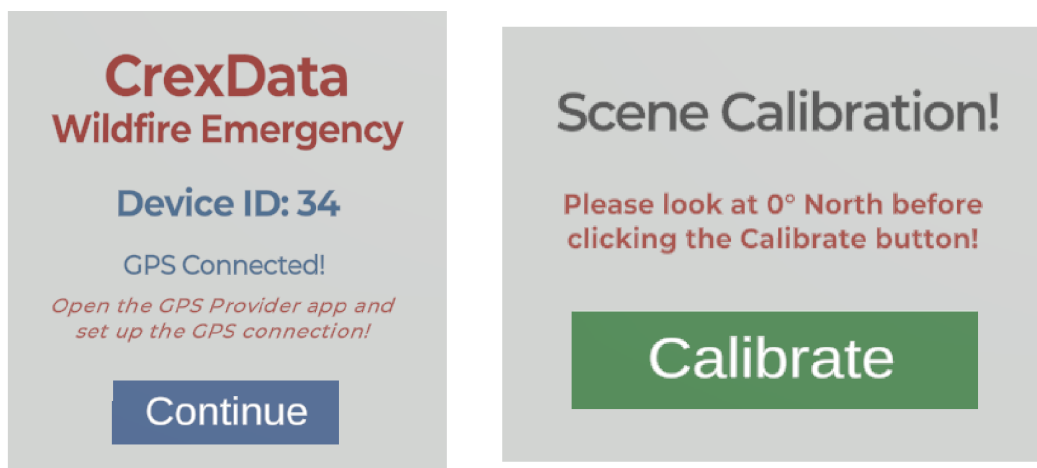 CrexData
Wildfire Emergency
Device ID: 34
GPS Connected!
Open the GPS Provider app and
set up the GPS connection!
Continue
Scene Calibration!
Please look at 0° North before
clicking the Calibrate button!
Calibrate